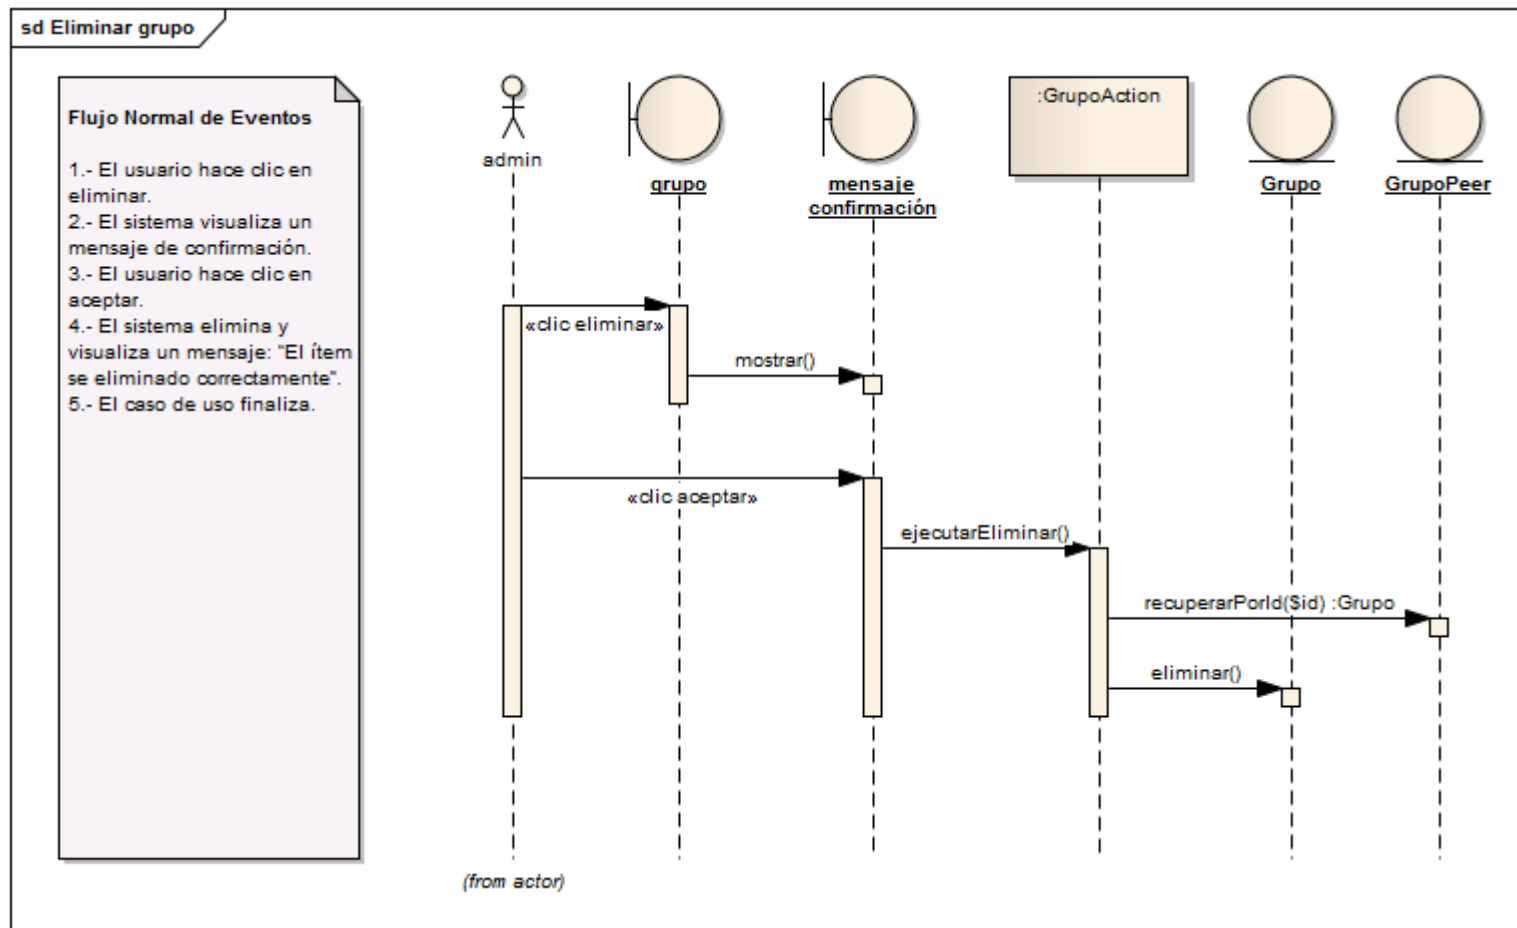 sd Eliminar grupo
Flujo Normal de Eventos
1.- El usuario hace clic en
eliminar.
2.- El sistema visualiza un
mensaje de confirmación.
3.- El usuario hace clic en
aceptar.
4.- El sistema elimina y
visualiza un mensaje: "El ítem
se eliminado correctamente".
5.- El caso de uso finaliza.
admin
grupo
mensaje
confirmación
:GrupoAction
Grupo
GrupoPeer
«clic eliminar»
mostrar()
«clic aceptar»
ejecutarEliminar()
recuperarPorId($id) :Grupo
eliminar()
(from actor)